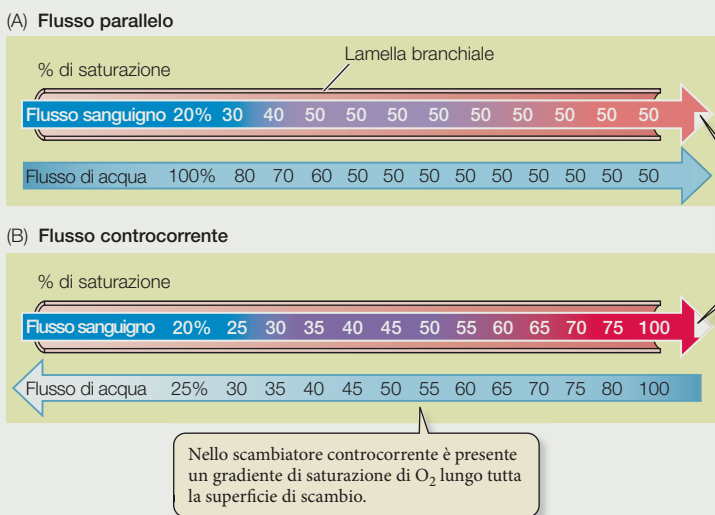 (A) Flusso parallelo
Lamella branchiale
% di saturazione
Flusso sanguigno 20% 30 40 50 50 50 50 50 50 50 50 50
Flusso di acqua 100% 80 70 60 50 50 50 50 50 50 50 50
(B) Flusso controcorrente
% di saturazione
Flusso sanguigno 20% 25 30 35 40 45 50 55 60 65 70 75 100
Flusso di acqua 25% 30 35 40 45 50 55 60 65 70 75 80 100
Nello scambiatore controcorrente è presente
un gradiente di saturazione di O₂ lungo tutta
la superficie di scambio.